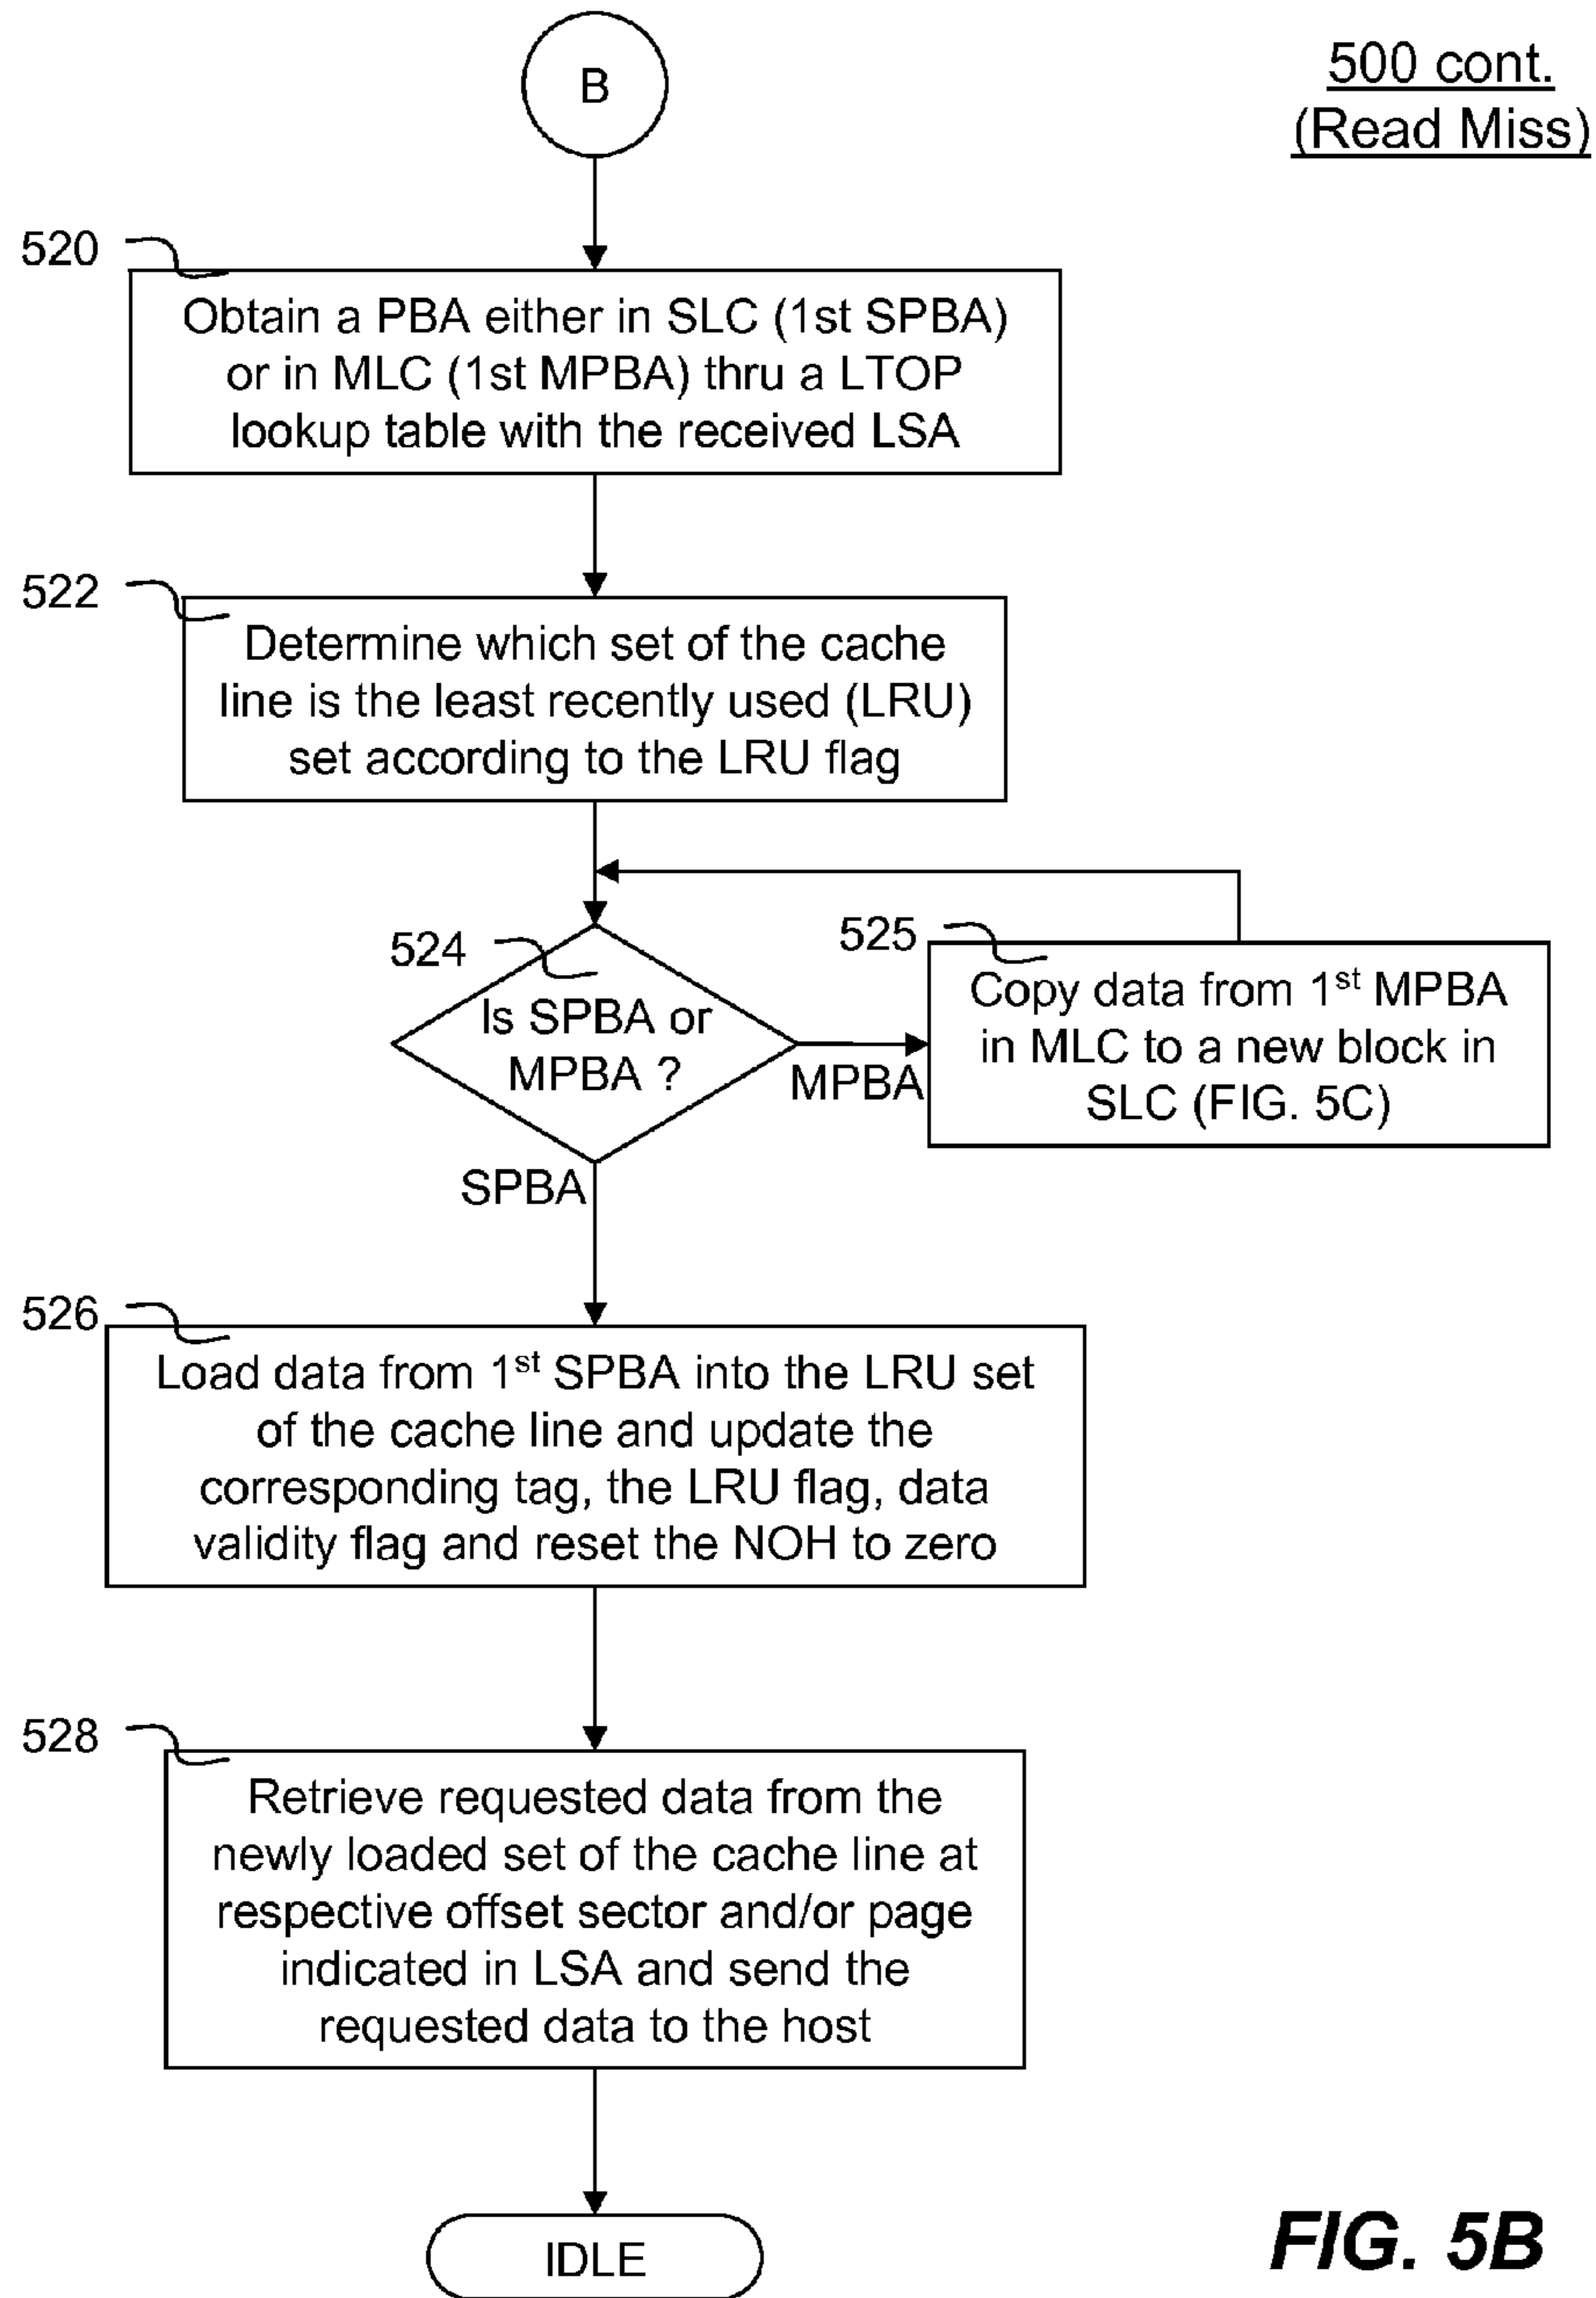 B
500 cont.
(Read Miss)
520
Obtain a PBA either in SLC (1st SPBA)
or in MLC (1st MPBA) thru a LTOP
lookup table with the received LSA
522
Determine which set of the cache
line is the least recently used (LRU)
set according to the LRU flag
524
Is SPBA or
MPBA ?
MPBA
525
Copy data from 1st MPBA
in MLC to a new block in
SLC (FIG. 5C)
SPBA
526
Load data from 1st SPBA into the LRU set
of the cache line and update the
corresponding tag, the LRU flag, data
validity flag and reset the NOH to zero
528
Retrieve requested data from the
newly loaded set of the cache line at
respective offset sector and/or page
indicated in LSA and send the
requested data to the host
IDLE
FIG. 5B